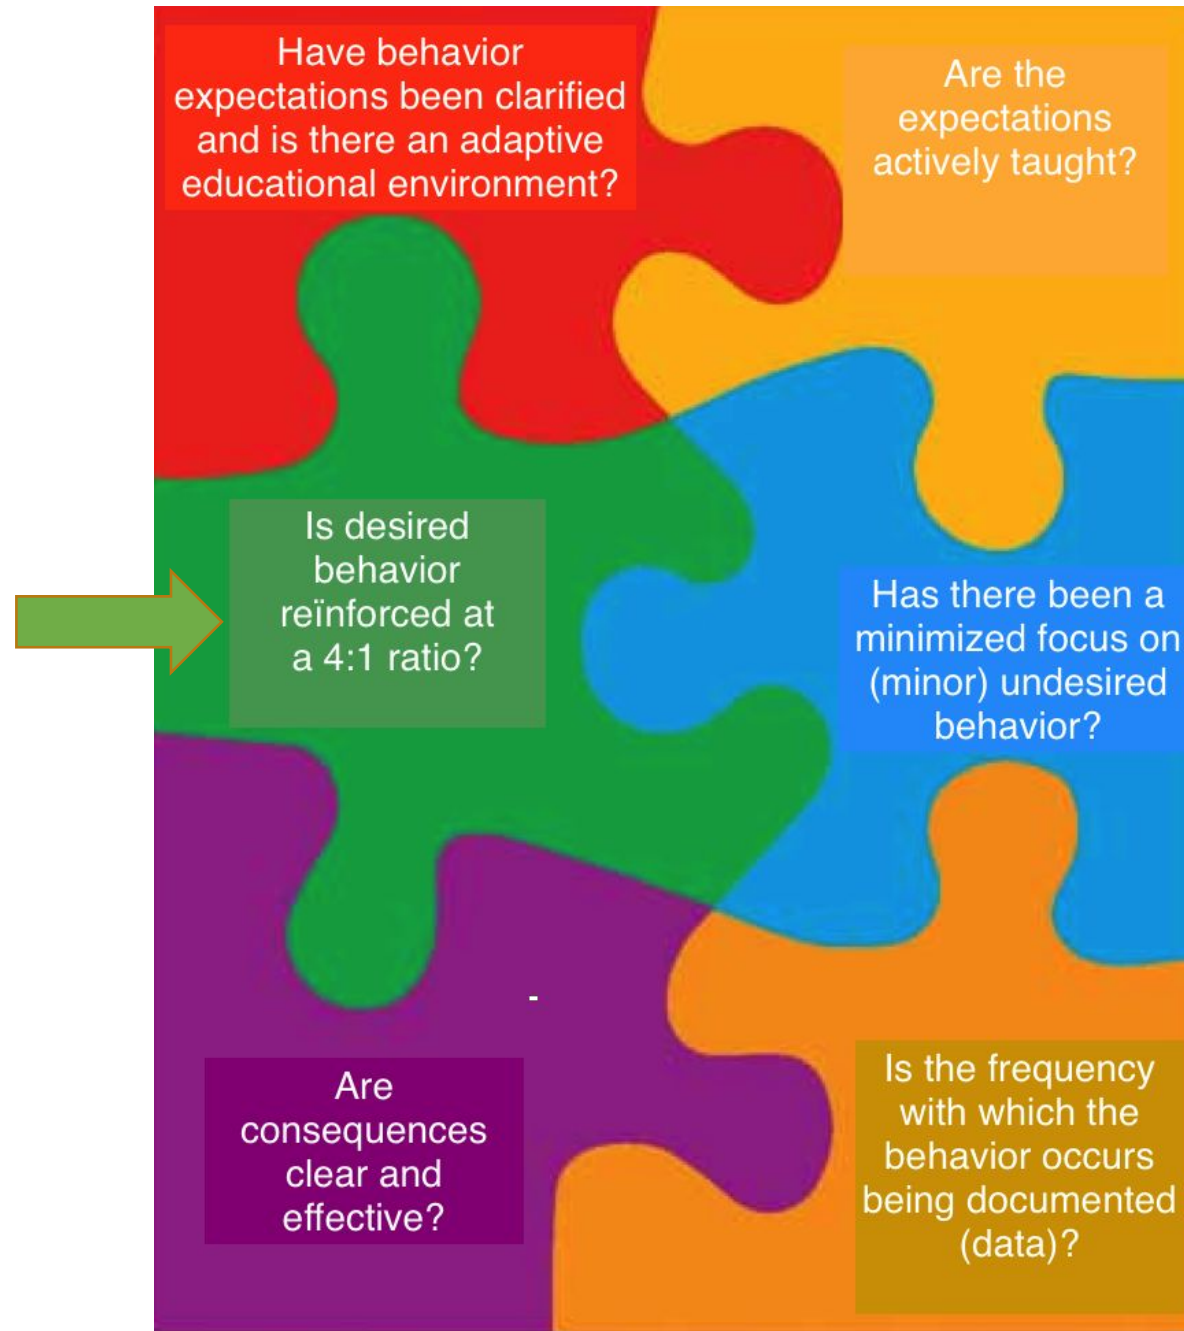 Have behavior
expectations been clarified
and is there an adaptive
educational environment?
Are the
expectations
actively taught?
Is desired
behavior
reïnforced at
a 4:1 ratio?
Has there been a
minimized focus on
(minor) undesired
behavior?
-
Are
consequences
clear and
effective?
Is the frequency
with which the
behavior occurs
being documented
(data)?